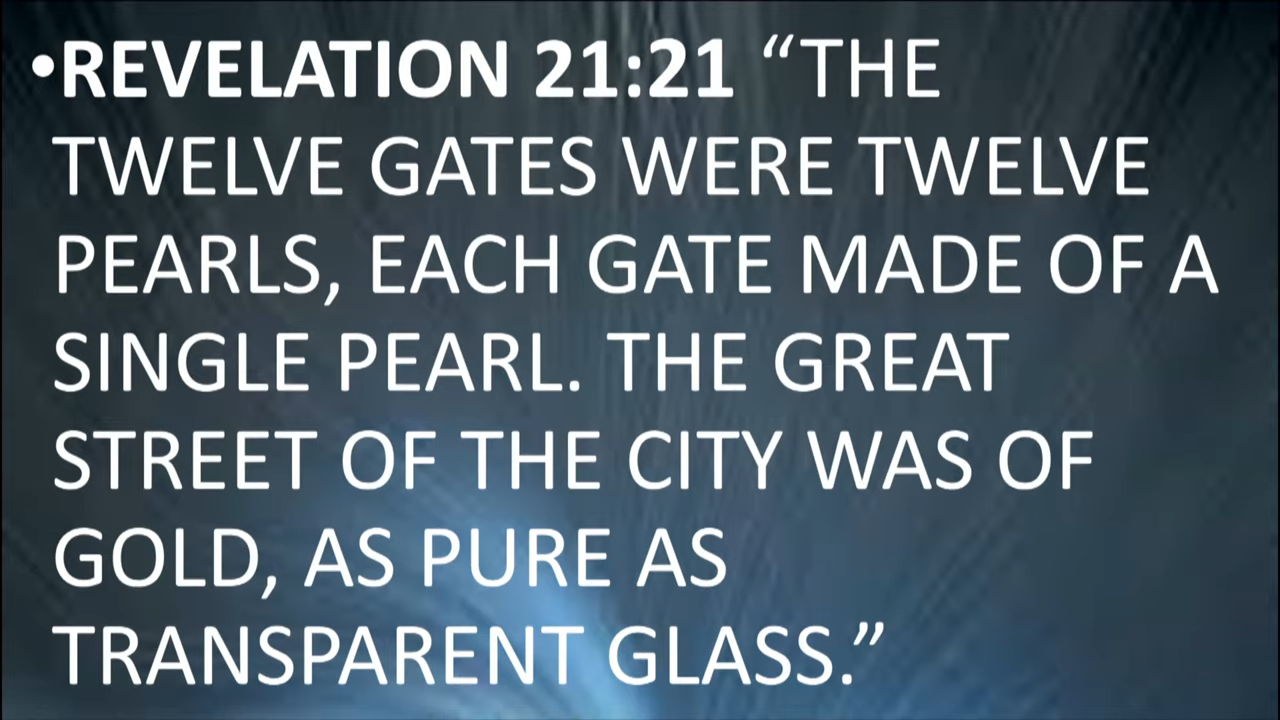 •REVELATION 21:21 “THE
TWELVE GATES WERE TWELVE
PEARLS, EACH GATE MADE OF A
SINGLE PEARL. THE GREAT
STREET OF THE CITY WAS OF
GOLD, AS PURE AS
TRANSPARENT GLASS.”